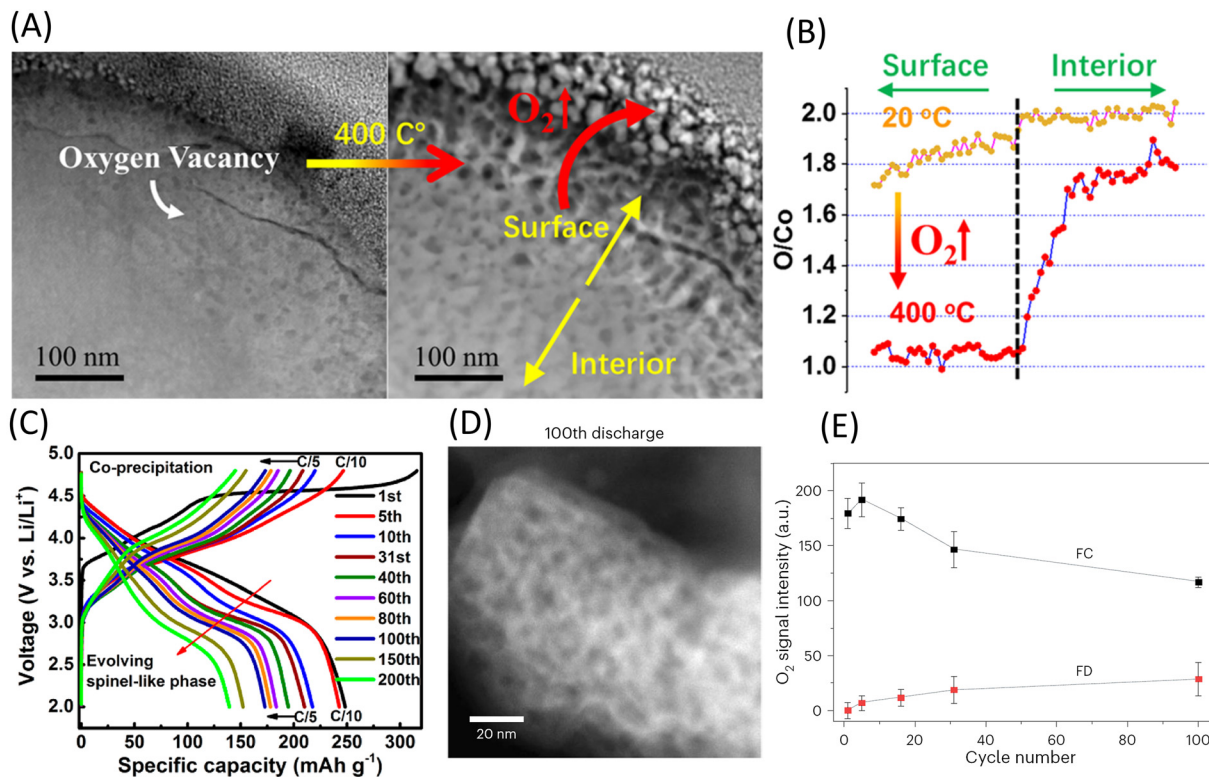 (A)
Oxygen Vacancy
400 C°
O₂↑
Surface
Interior
100 nm
100 nm
(B)
Surface
Interior
2.0
1.8
1.6
1.4
1.2
1.0
O/Co
20 °C
O₂↑
400 °C
(C)
Co-precipitation
C/5
C/10
1st
5th
10th
31st
40th
60th
80th
100th
150th
200th
Evolving
spinel-like phase
C/5
C/10
5.0
4.5
4.0
3.5
3.0
2.5
2.0
Voltage (V vs. Li/Li⁺)
0
50
100
150
200
250
300
Specific capacity (mAh g⁻¹)
(D)
100th discharge
20 nm
(E)
200
150
100
50
0
O₂ signal intensity (a.u.)
FC
FD
0
20
40
60
80
100
Cycle number